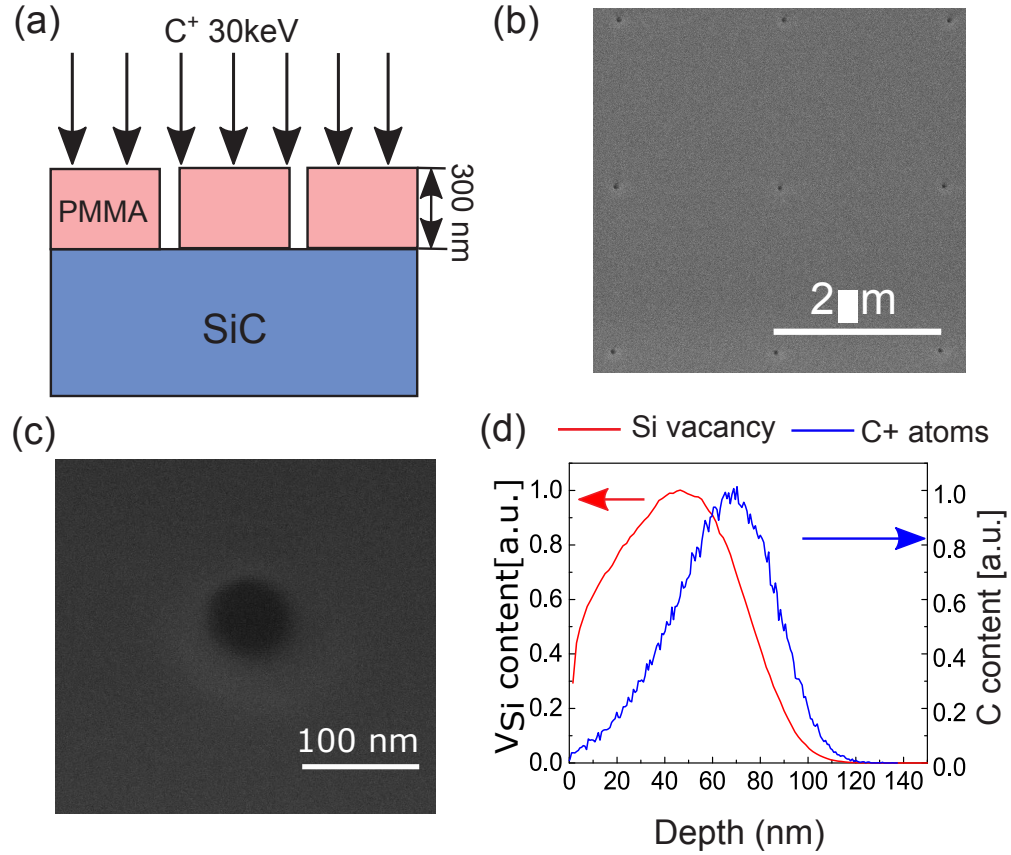 (a)
C+ 30keV
PMMA
300 nm
SiC
(b)
2 m
(c)
100 nm
(d)
Si vacancy
C+ atoms
VSi content[a.u.]
1.0
0.8
0.6
0.4
0.2
0.0
0 20 40 60 80 100 120 140
Depth (nm)
1.0
0.8
0.6
0.4
0.2
0.0
C content [a.u.]